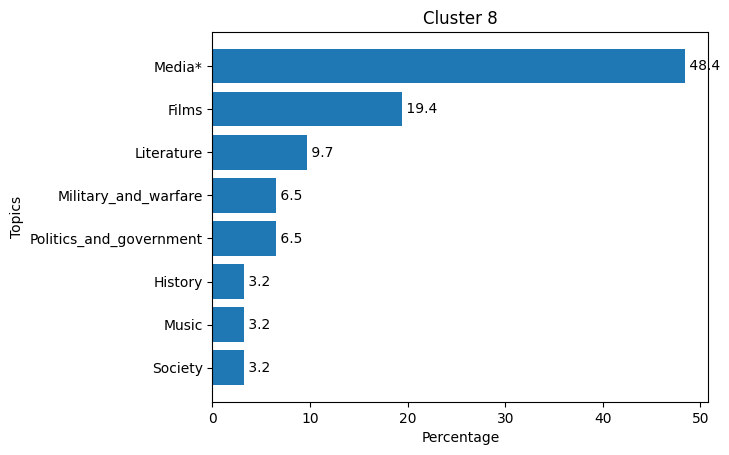 Cluster 8
Topics
Media* 48.4
Films 19.4
Literature 9.7
Military_and_warfare 6.5
Politics_and_government 6.5
History 3.2
Music 3.2
Society 3.2
0 10 20 30 40 50
Percentage